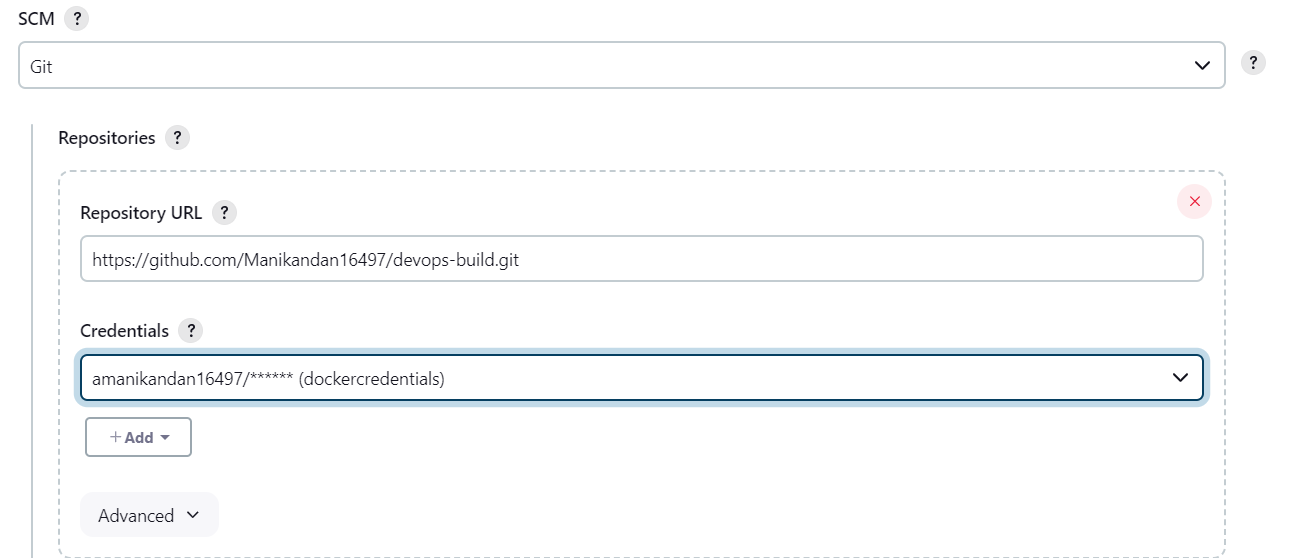 SCM ?
Git
?
Repositories ?
Repository URL ?
https://github.com/Manikandan16497/devops-build.git
Credentials ?
amanikandan16497/****** (dockercredentials)
+ Add
Advanced